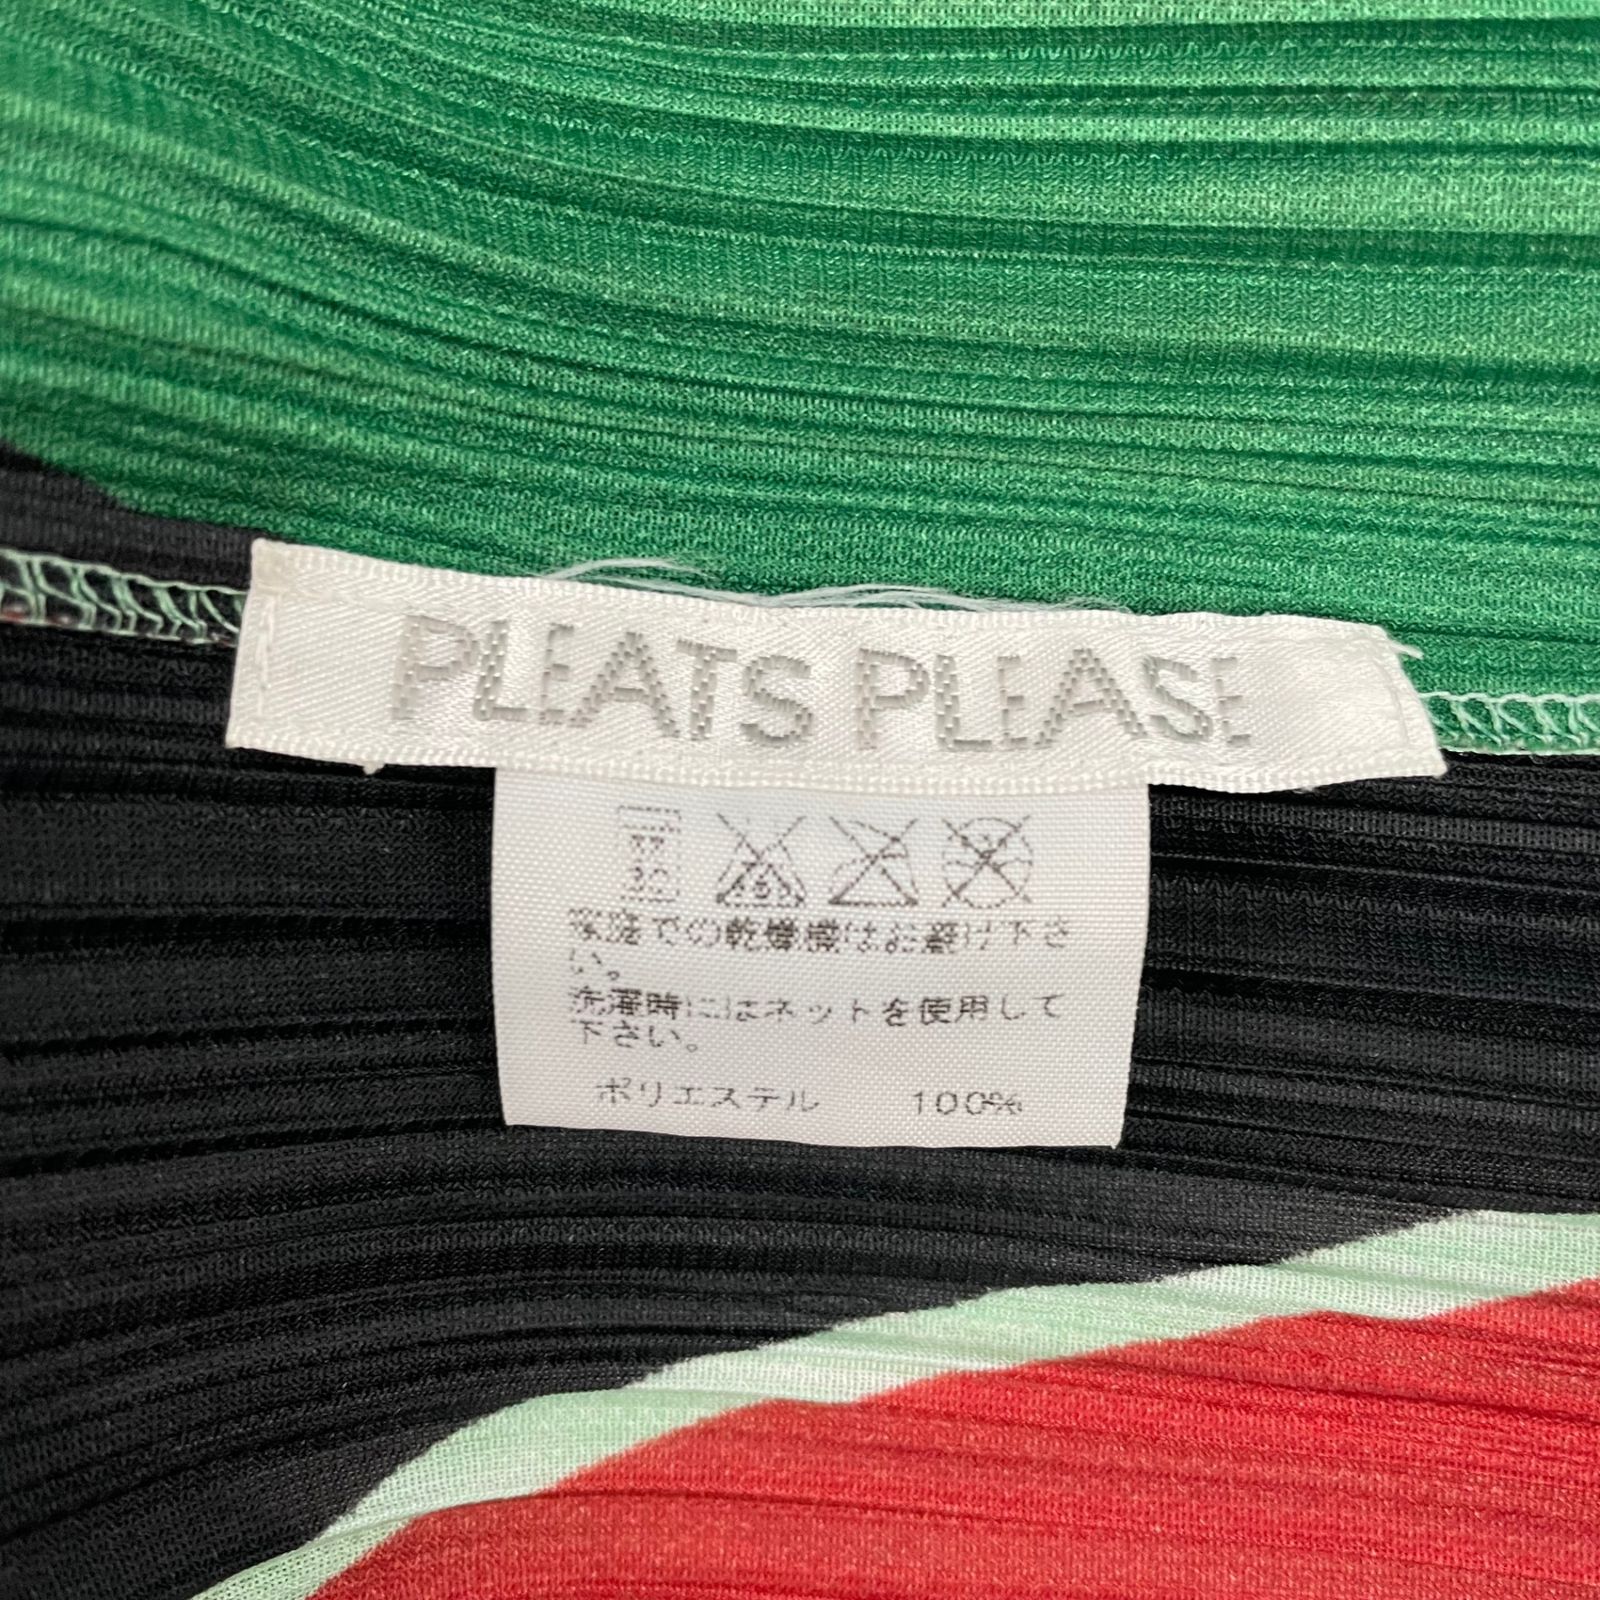 PLEATS PLEASE
家庭での乾燥機はお避け下さ
い。
洗濯時にはネットを使用して
下さい。
ポリエステル 100%